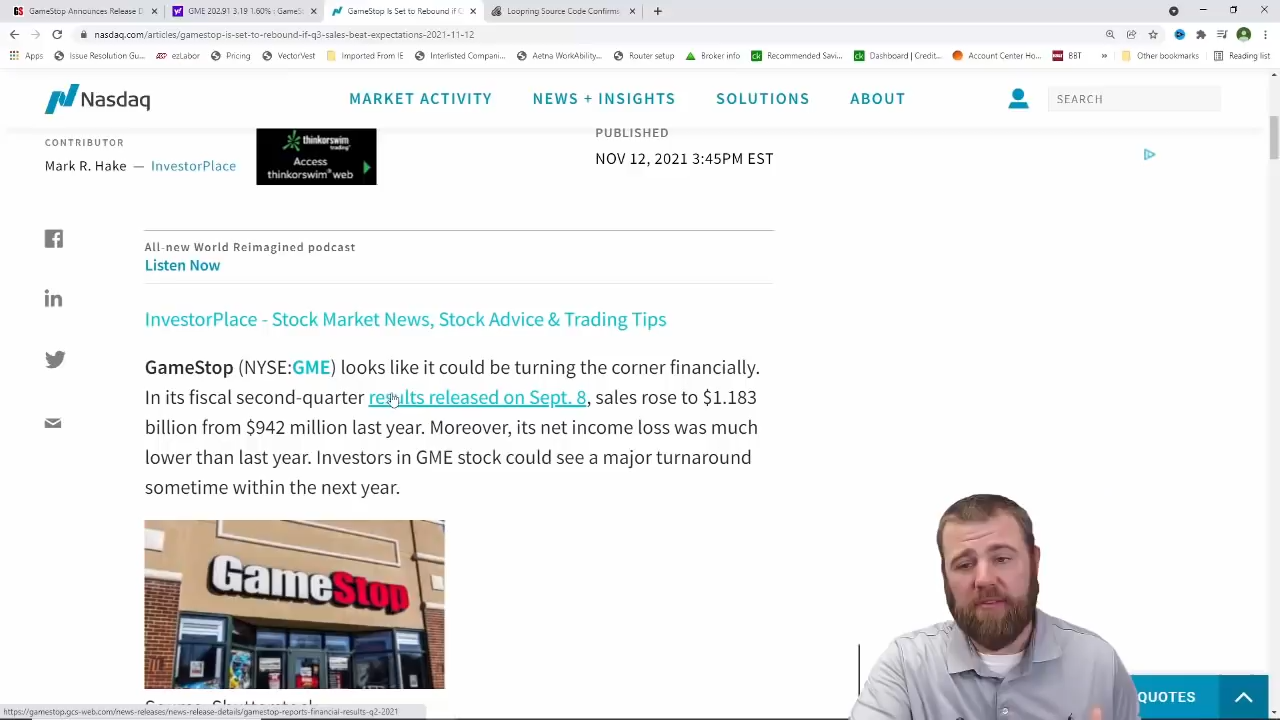 GameStop Announces
GME 202.91 3.19 1.60% : GameS
GameStop Is Set to Rebound if C
Loopring Source Code Confirms
nasdaq.com/articles/gamestop-is-set-to-rebound-if-q3-sales-beat-expectations-2021-11-12
Apps
Issue Resolution Gu...
ezLabor
Pricing
VectorVest
Imported From IE
Interlisted Compani...
Aetna WorkAbility...
Quote turnaround
Broker info
Recommended Savi...
Dashboard | Credit...
Account Center Ho...
BBT
Other bookmarks
Reading list
Nasdaq
MARKET ACTIVITY
NEWS + INSIGHTS
SOLUTIONS
ABOUT
SEARCH
CONTRIBUTOR
Mark R. Hake — InvestorPlace
thinkorswim
trading™
Access
thinkorswim® web
PUBLISHED
NOV 12, 2021 3:45PM EST
All-new World Reimagined podcast
Listen Now
InvestorPlace - Stock Market News, Stock Advice & Trading Tips
GameStop (NYSE:GME) looks like it could be turning the corner financially.
In its fiscal second-quarter results released on Sept. 8, sales rose to $1.183
billion from $942 million last year. Moreover, its net income loss was much
lower than last year. Investors in GME stock could see a major turnaround
sometime within the next year.
GameStop
Source: Shutterstock
QUOTES
https://gamestop.gcs-web.com/news-releases/news-release-details/gamestop-reports-financial-results-q2-2021